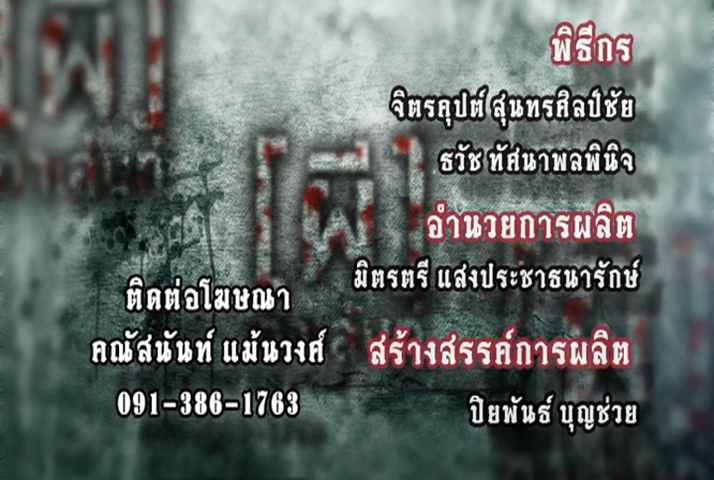 พิธีกร
จิตรคุปต์ สุนทรศิลป์ชัย
ธวัช ทัศนาพลพินิจ
อำนวยการผลิต
มิตรตรี แสงประชาธนารักษ์
สร้างสรรค์การผลิต
ปิยพันธ์ บุญช่วย
ติดต่อโฆษณา
คณัสนันท์ แม้นวงศ์
091-386-1763
[ผี]